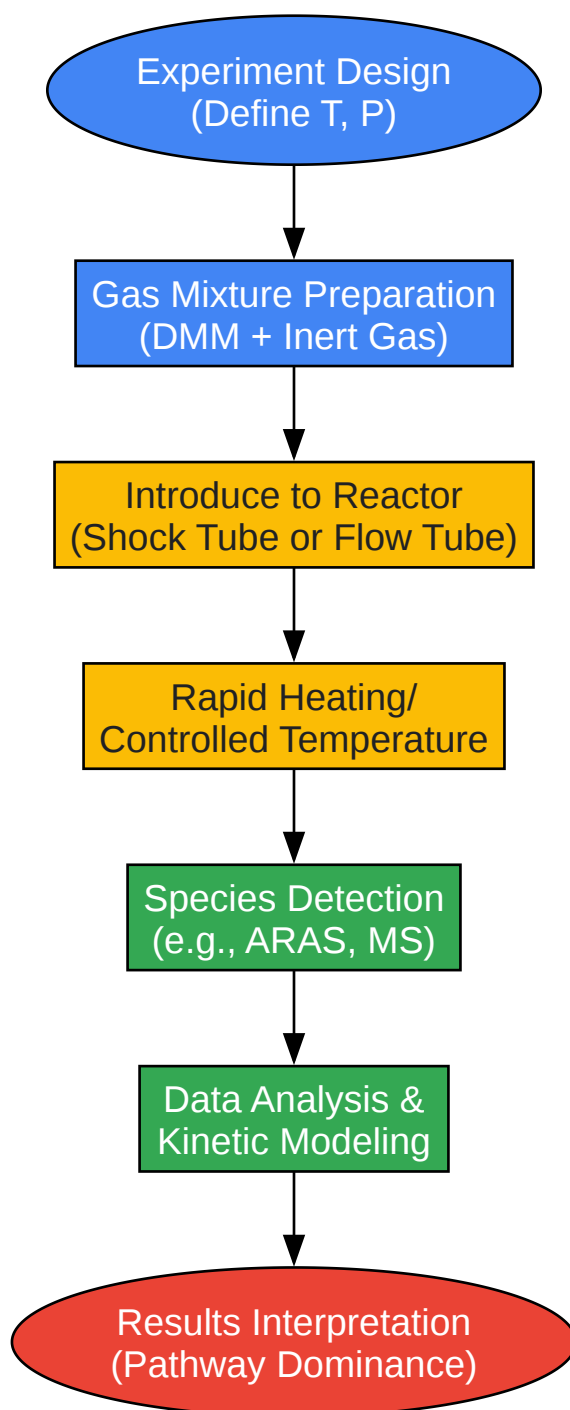 Experiment Design
(Define T, P)
Gas Mixture Preparation
(DMM + Inert Gas)
Introduce to Reactor
(Shock Tube or Flow Tube)
Rapid Heating/
Controlled Temperature
Species Detection
(e.g., ARAS, MS)
Data Analysis &
Kinetic Modeling
Results Interpretation
(Pathway Dominance)